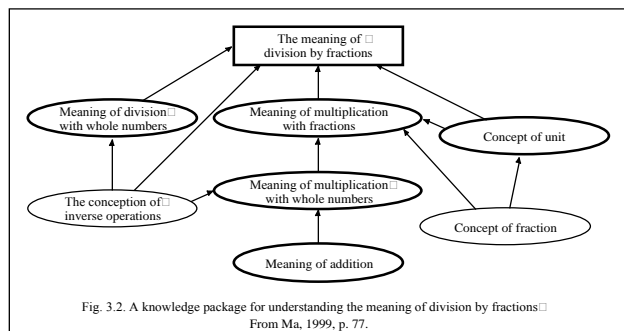 The meaning of
division by fractions
Meaning of division
with whole numbers
Meaning of multiplication
with fractions
Concept of unit
The conception of
inverse operations
Meaning of multiplication
with whole numbers
Concept of fraction
Meaning of addition
Fig. 3.2. A knowledge package for understanding the meaning of division by fractions
From Ma, 1999, p. 77.